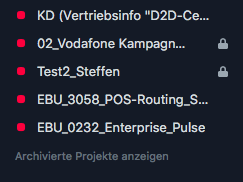 KD (Vertriebsinfo "D2D-Ce...
02_Vodafone Kampagn...
Test2_Steffen
EBU_3058_POS-Routing_S...
EBU_0232_Enterprise_Pulse
Archivierte Projekte anzeigen